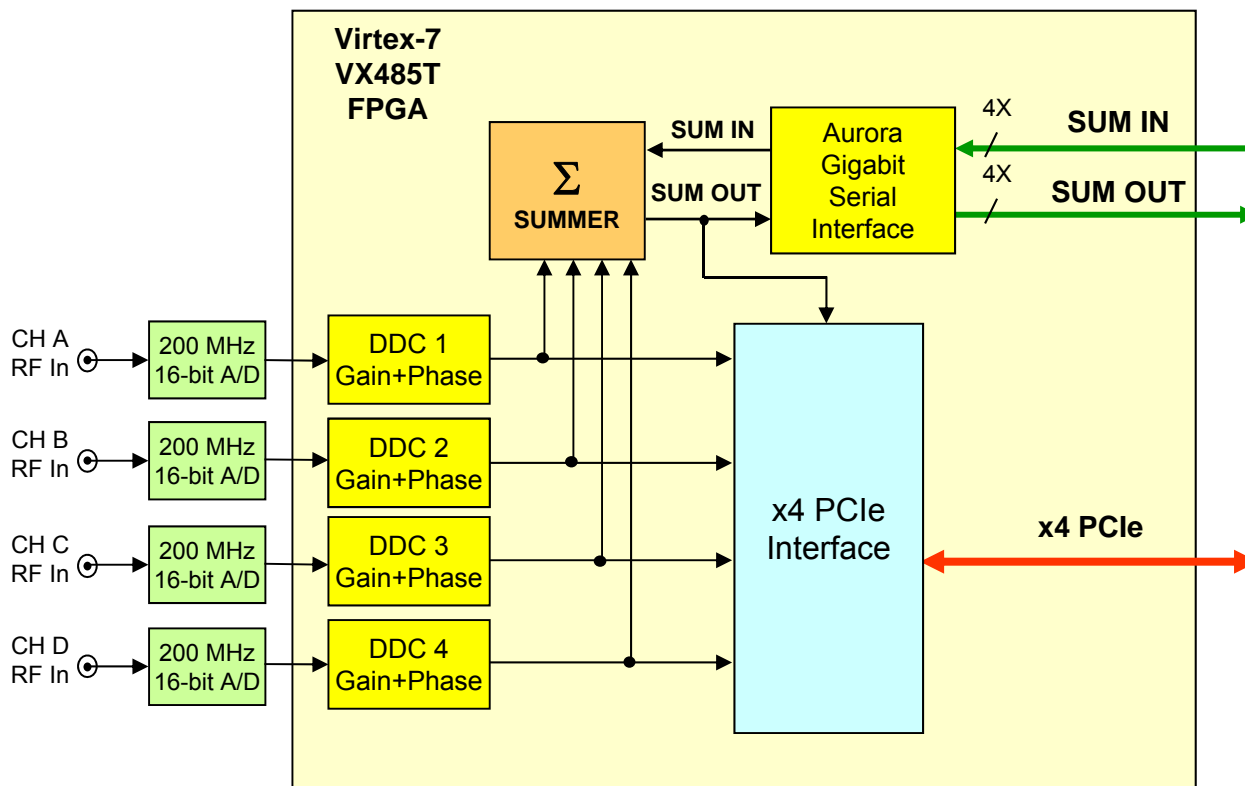 Virtex-7
VX485T
FPGA
Σ
SUMMER
SUM IN
SUM OUT
Aurora
Gigabit
Serial
Interface
4X
SUM IN
4X
SUM OUT
CH A
RF In
200 MHz
16-bit A/D
DDC 1
Gain+Phase
CH B
RF In
200 MHz
16-bit A/D
DDC 2
Gain+Phase
CH C
RF In
200 MHz
16-bit A/D
DDC 3
Gain+Phase
CH D
RF In
200 MHz
16-bit A/D
DDC 4
Gain+Phase
x4 PCIe
Interface
x4 PCIe